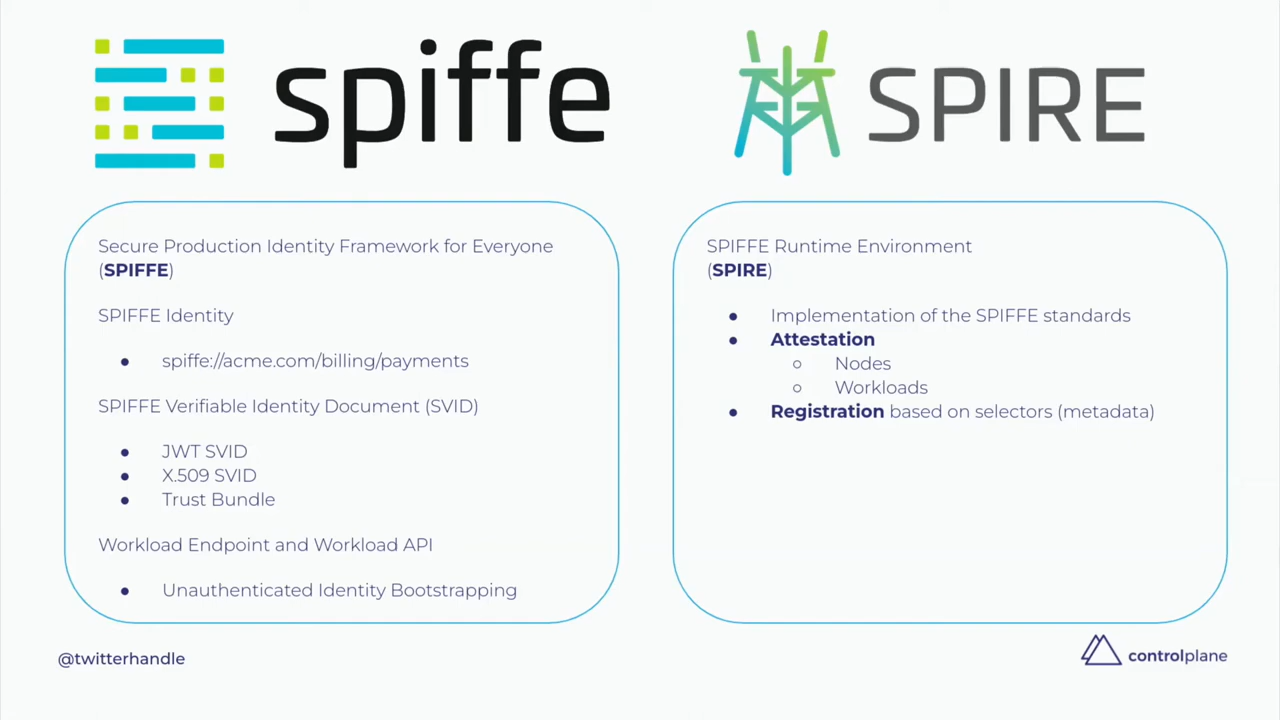 spiffe
SPIRE
Secure Production Identity Framework for Everyone
(SPIFFE)
SPIFFE Identity
● spiffe://acme.com/billing/payments
SPIFFE Verifiable Identity Document (SVID)
● JWT SVID
● X.509 SVID
● Trust Bundle
Workload Endpoint and Workload API
● Unauthenticated Identity Bootstrapping
SPIFFE Runtime Environment
(SPIRE)
● Implementation of the SPIFFE standards
● Attestation
○ Nodes
○ Workloads
● Registration based on selectors (metadata)
@twitterhandle
controlplane